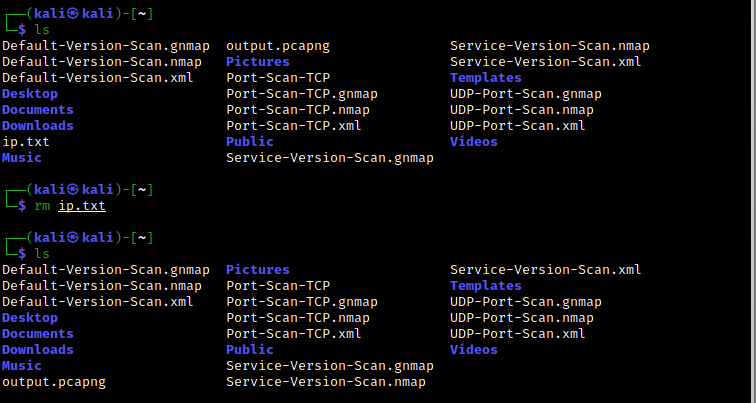 ┌──(kali㉿kali)-[~]
└─$ ls
Default-Version-Scan.gnmap  output.pcapng               Service-Version-Scan.nmap
Default-Version-Scan.nmap   Pictures                    Service-Version-Scan.xml
Default-Version-Scan.xml    Port-Scan-TCP               Templates
Desktop                     Port-Scan-TCP.gnmap         UDP-Port-Scan.gnmap
Documents                   Port-Scan-TCP.nmap          UDP-Port-Scan.nmap
Downloads                   Port-Scan-TCP.xml           UDP-Port-Scan.xml
ip.txt                      Public                      Videos
Music                       Service-Version-Scan.gnmap
┌──(kali㉿kali)-[~]
└─$ rm ip.txt
┌──(kali㉿kali)-[~]
└─$ ls
Default-Version-Scan.gnmap  Pictures                    Service-Version-Scan.xml
Default-Version-Scan.nmap   Port-Scan-TCP               Templates
Default-Version-Scan.xml    Port-Scan-TCP.gnmap         UDP-Port-Scan.gnmap
Desktop                     Port-Scan-TCP.nmap          UDP-Port-Scan.nmap
Documents                   Port-Scan-TCP.xml           UDP-Port-Scan.xml
Downloads                   Public                      Videos
Music                       Service-Version-Scan.gnmap
output.pcapng               Service-Version-Scan.nmap